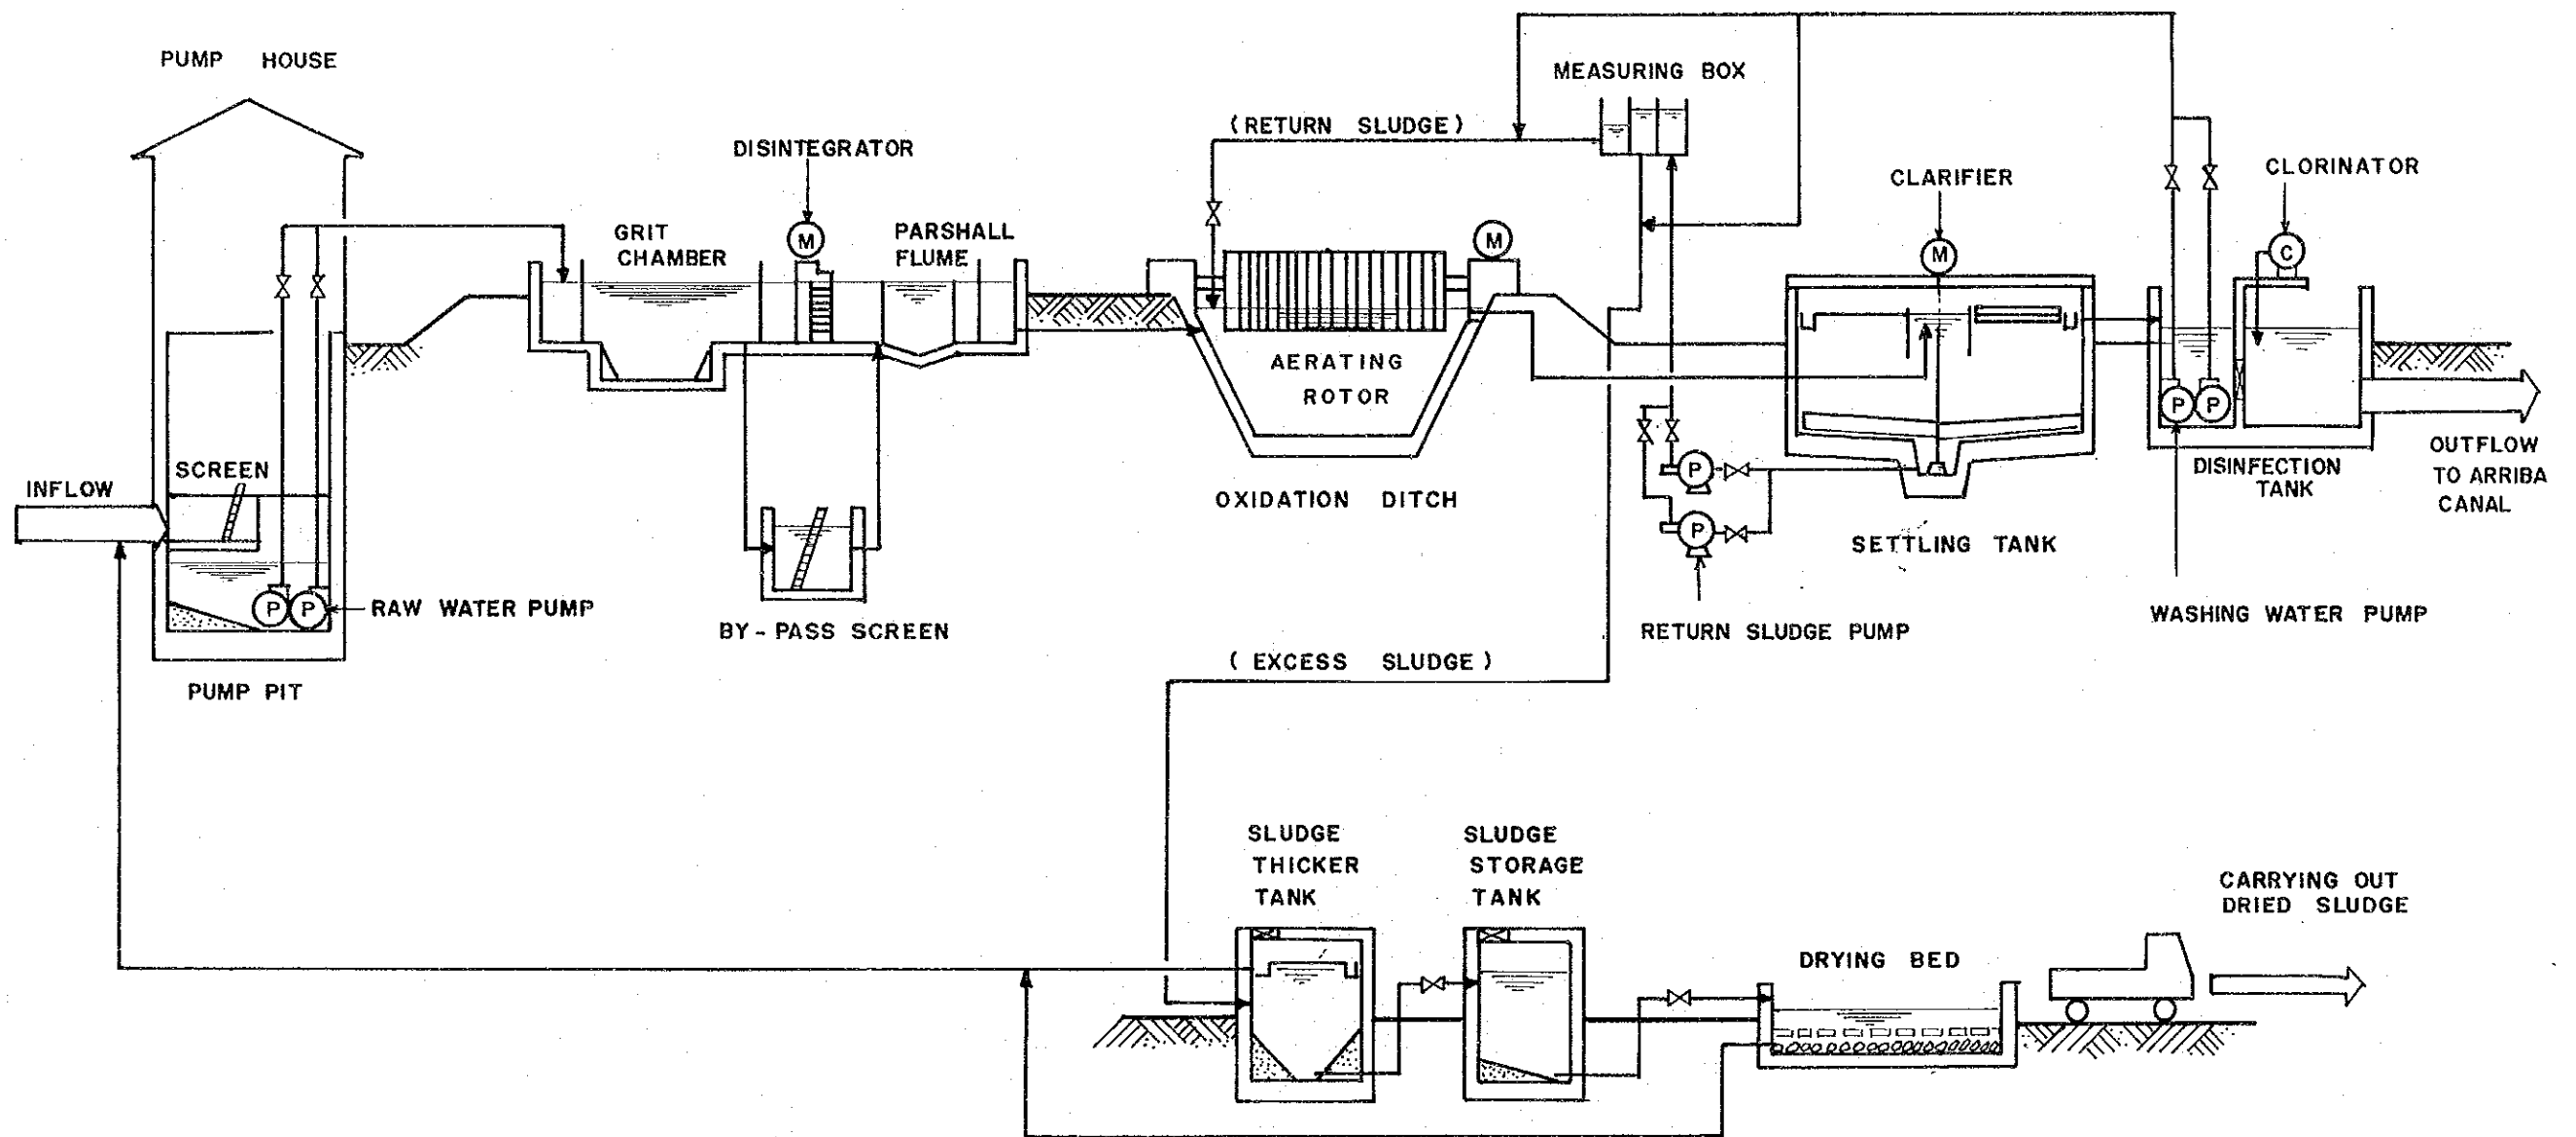 PUMP HOUSE
MEASURING BOX
(RETURN SLUDGE)
DISINTEGRATOR
CLARIFIER
CLORINATOR
GRIT
CHAMBER
M
PARSHALL
FLUME
M
M
C
AERATING
ROTOR
SCREEN
INFLOW
P
P
RAW WATER PUMP
PUMP PIT
BY-PASS SCREEN
OXIDATION DITCH
P
P
RETURN SLUDGE PUMP
SETTLING TANK
P
P
DISINFECTION
TANK
WASHING WATER PUMP
OUTFLOW
TO ARRIBA
CANAL
(EXCESS SLUDGE)
SLUDGE
THICKER
TANK
SLUDGE
STORAGE
TANK
DRYING BED
CARRYING OUT
DRIED SLUDGE